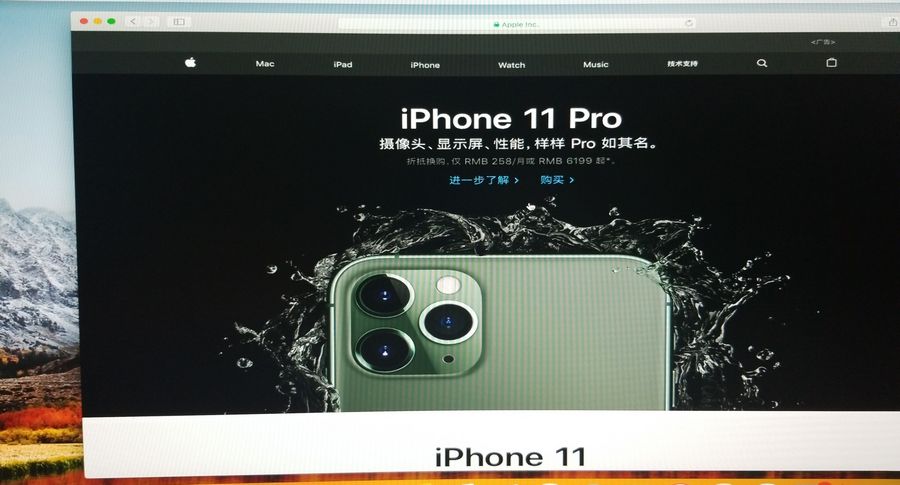 Apple Inc.
<广告>
Mac iPad iPhone Watch Music 技术支持
iPhone 11 Pro
摄像头、显示屏、性能，样样 Pro 如其名。
折抵换购，仅 RMB 258/月或 RMB 6199 起*。
进一步了解 > 购买 >
iPhone 11